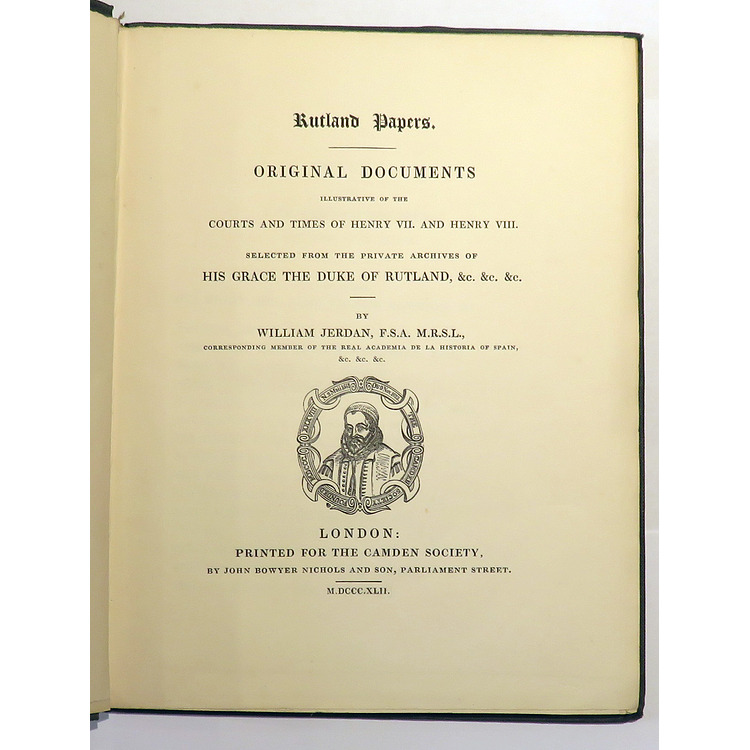 Rutland Papers.
ORIGINAL DOCUMENTS
ILLUSTRATIVE OF THE
COURTS AND TIMES OF HENRY VII. AND HENRY VIII.
SELECTED FROM THE PRIVATE ARCHIVES OF
HIS GRACE THE DUKE OF RUTLAND, &c. &c. &c.
BY
WILLIAM JERDAN, F.S.A. M.R.S.L.,
CORRESPONDING MEMBER OF THE REAL ACADEMIA DE LA HISTORIA OF SPAIN,
&c. &c. &c.
THE
CAMDEN
SOCIETY
LONDON:
PRINTED FOR THE CAMDEN SOCIETY,
BY JOHN BOWYER NICHOLS AND SON, PARLIAMENT STREET.
M.DCCC.XLII.